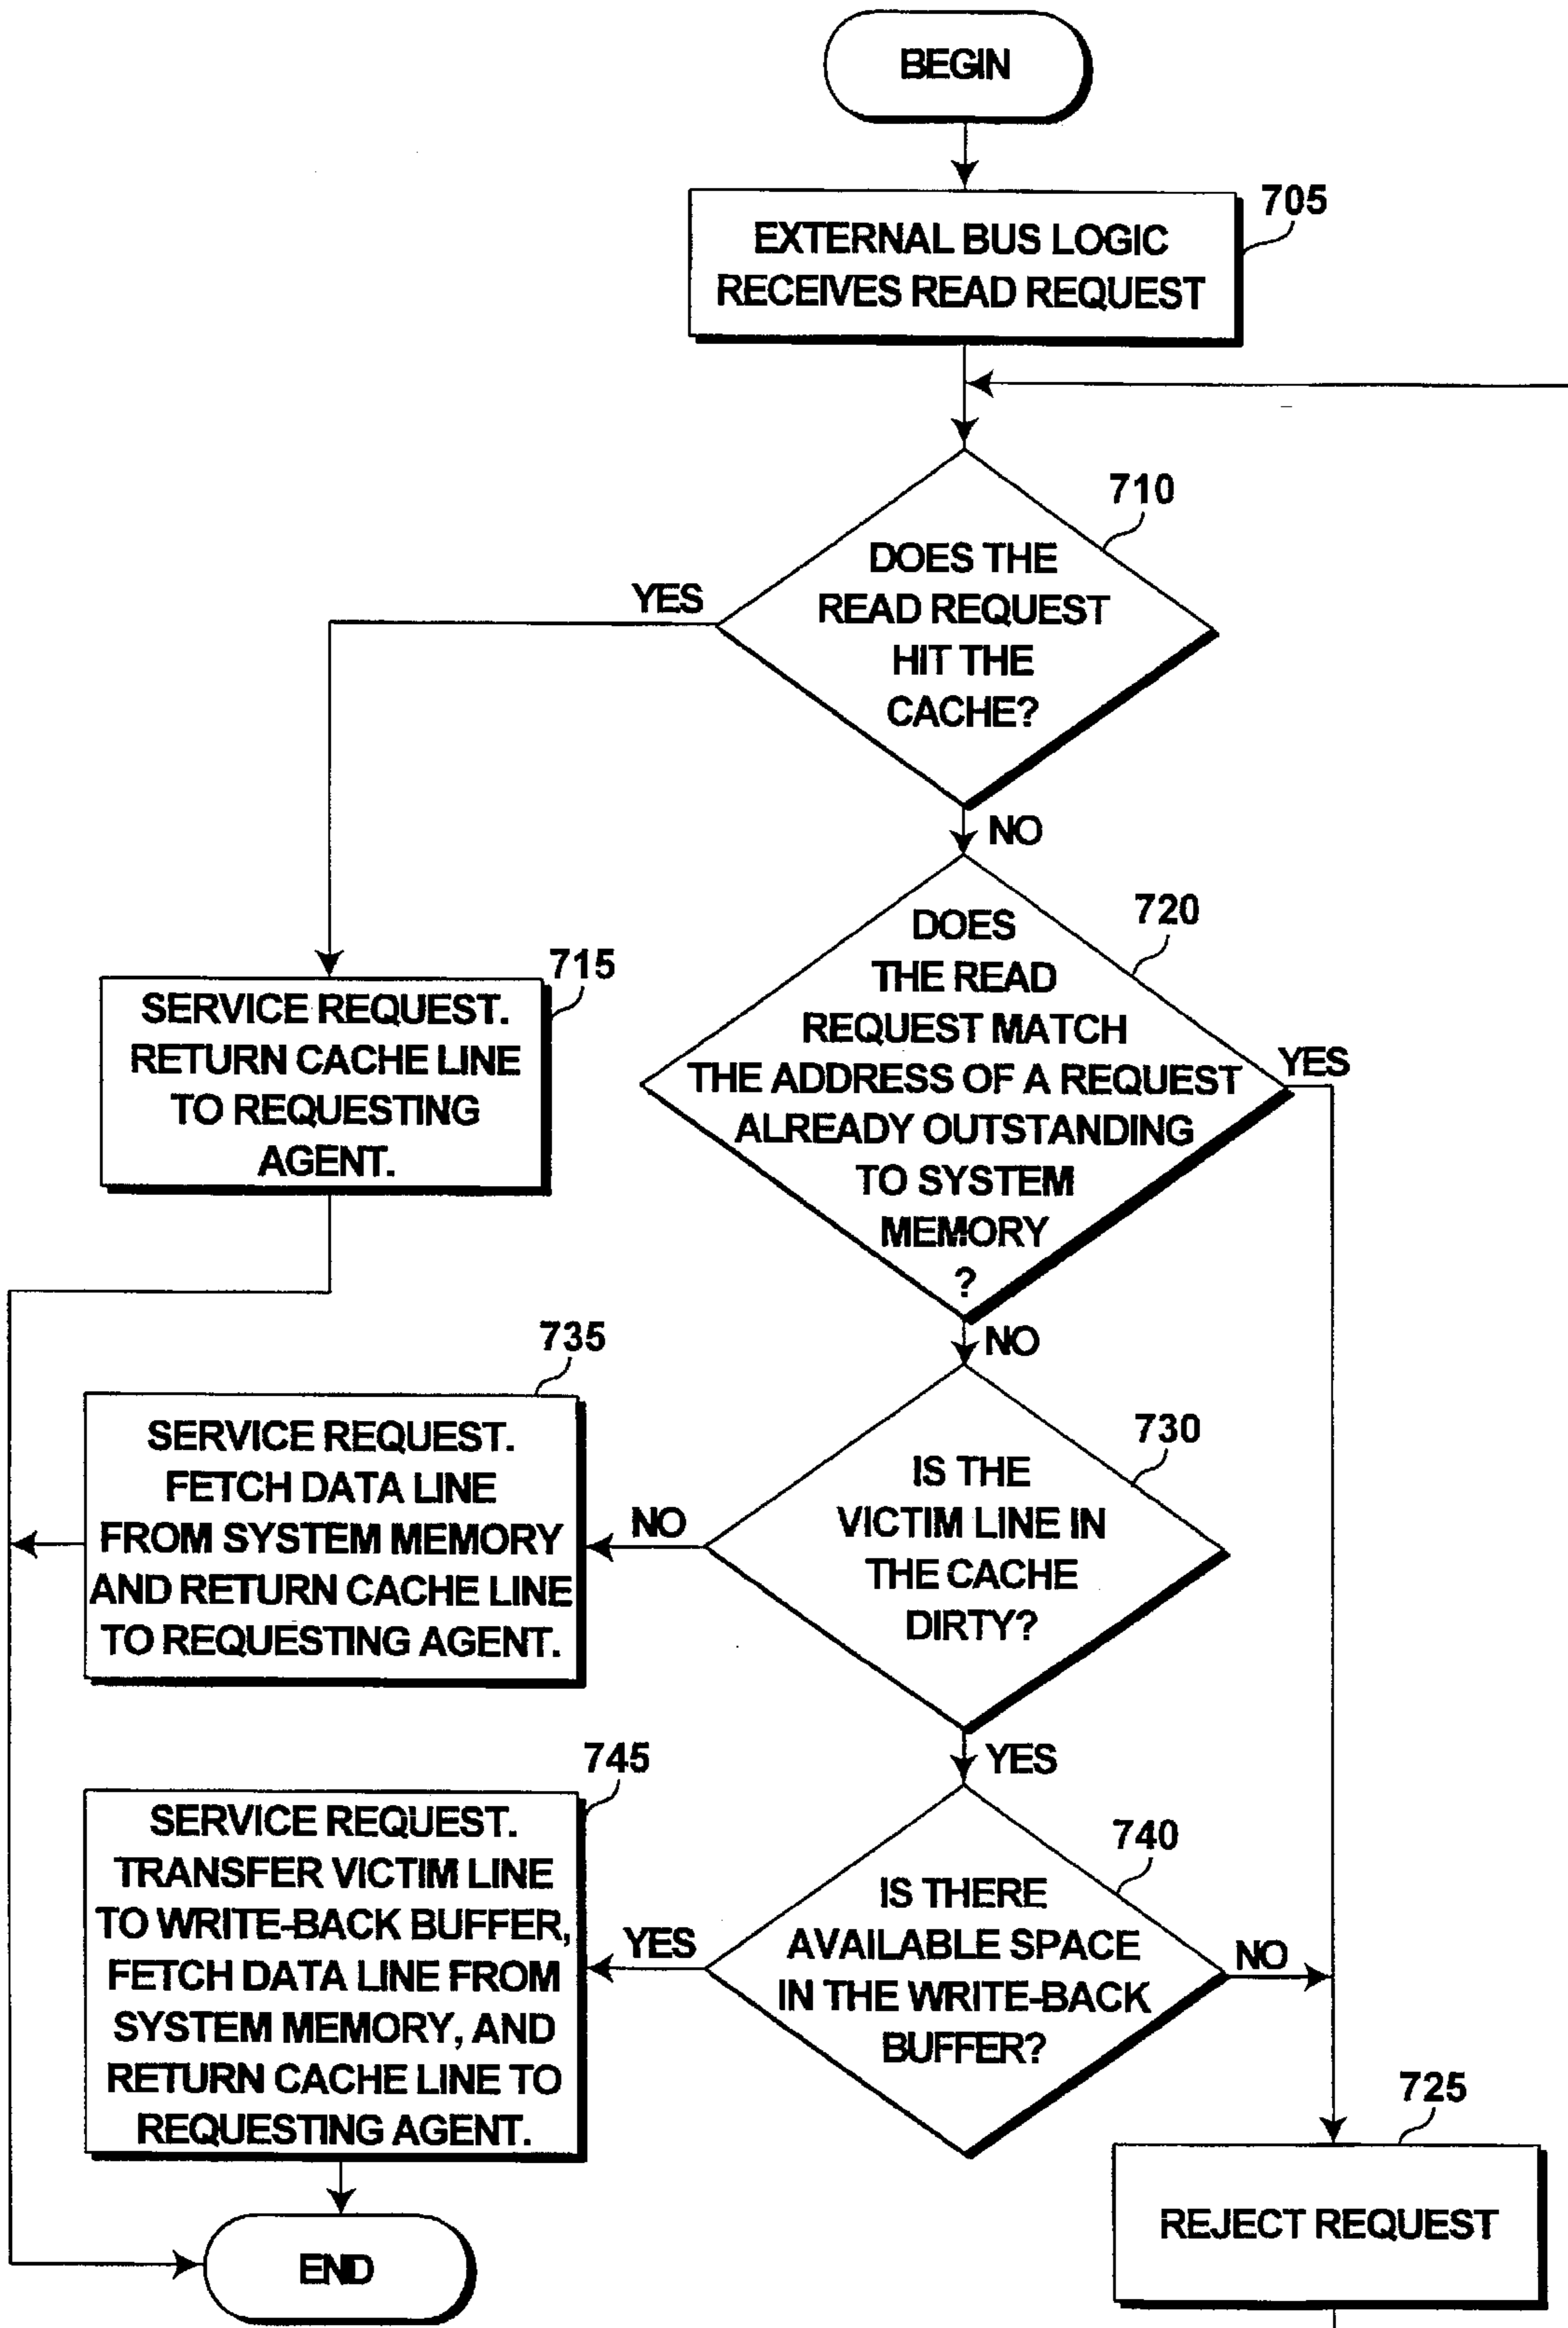 BEGIN
705
EXTERNAL BUS LOGIC
RECEIVES READ REQUEST
710
DOES THE
READ REQUEST
HIT THE
CACHE?
YES
NO
720
DOES
THE READ
REQUEST MATCH
THE ADDRESS OF A REQUEST
ALREADY OUTSTANDING
TO SYSTEM
MEMORY
?
YES
NO
715
SERVICE REQUEST.
RETURN CACHE LINE
TO REQUESTING
AGENT.
735
SERVICE REQUEST.
FETCH DATA LINE
FROM SYSTEM MEMORY
AND RETURN CACHE LINE
TO REQUESTING AGENT.
NO
730
IS THE
VICTIM LINE IN
THE CACHE
DIRTY?
YES
745
SERVICE REQUEST.
TRANSFER VICTIM LINE
TO WRITE-BACK BUFFER,
FETCH DATA LINE FROM
SYSTEM MEMORY, AND
RETURN CACHE LINE TO
REQUESTING AGENT.
YES
740
IS THERE
AVAILABLE SPACE
IN THE WRITE-BACK
BUFFER?
NO
725
REJECT REQUEST
END